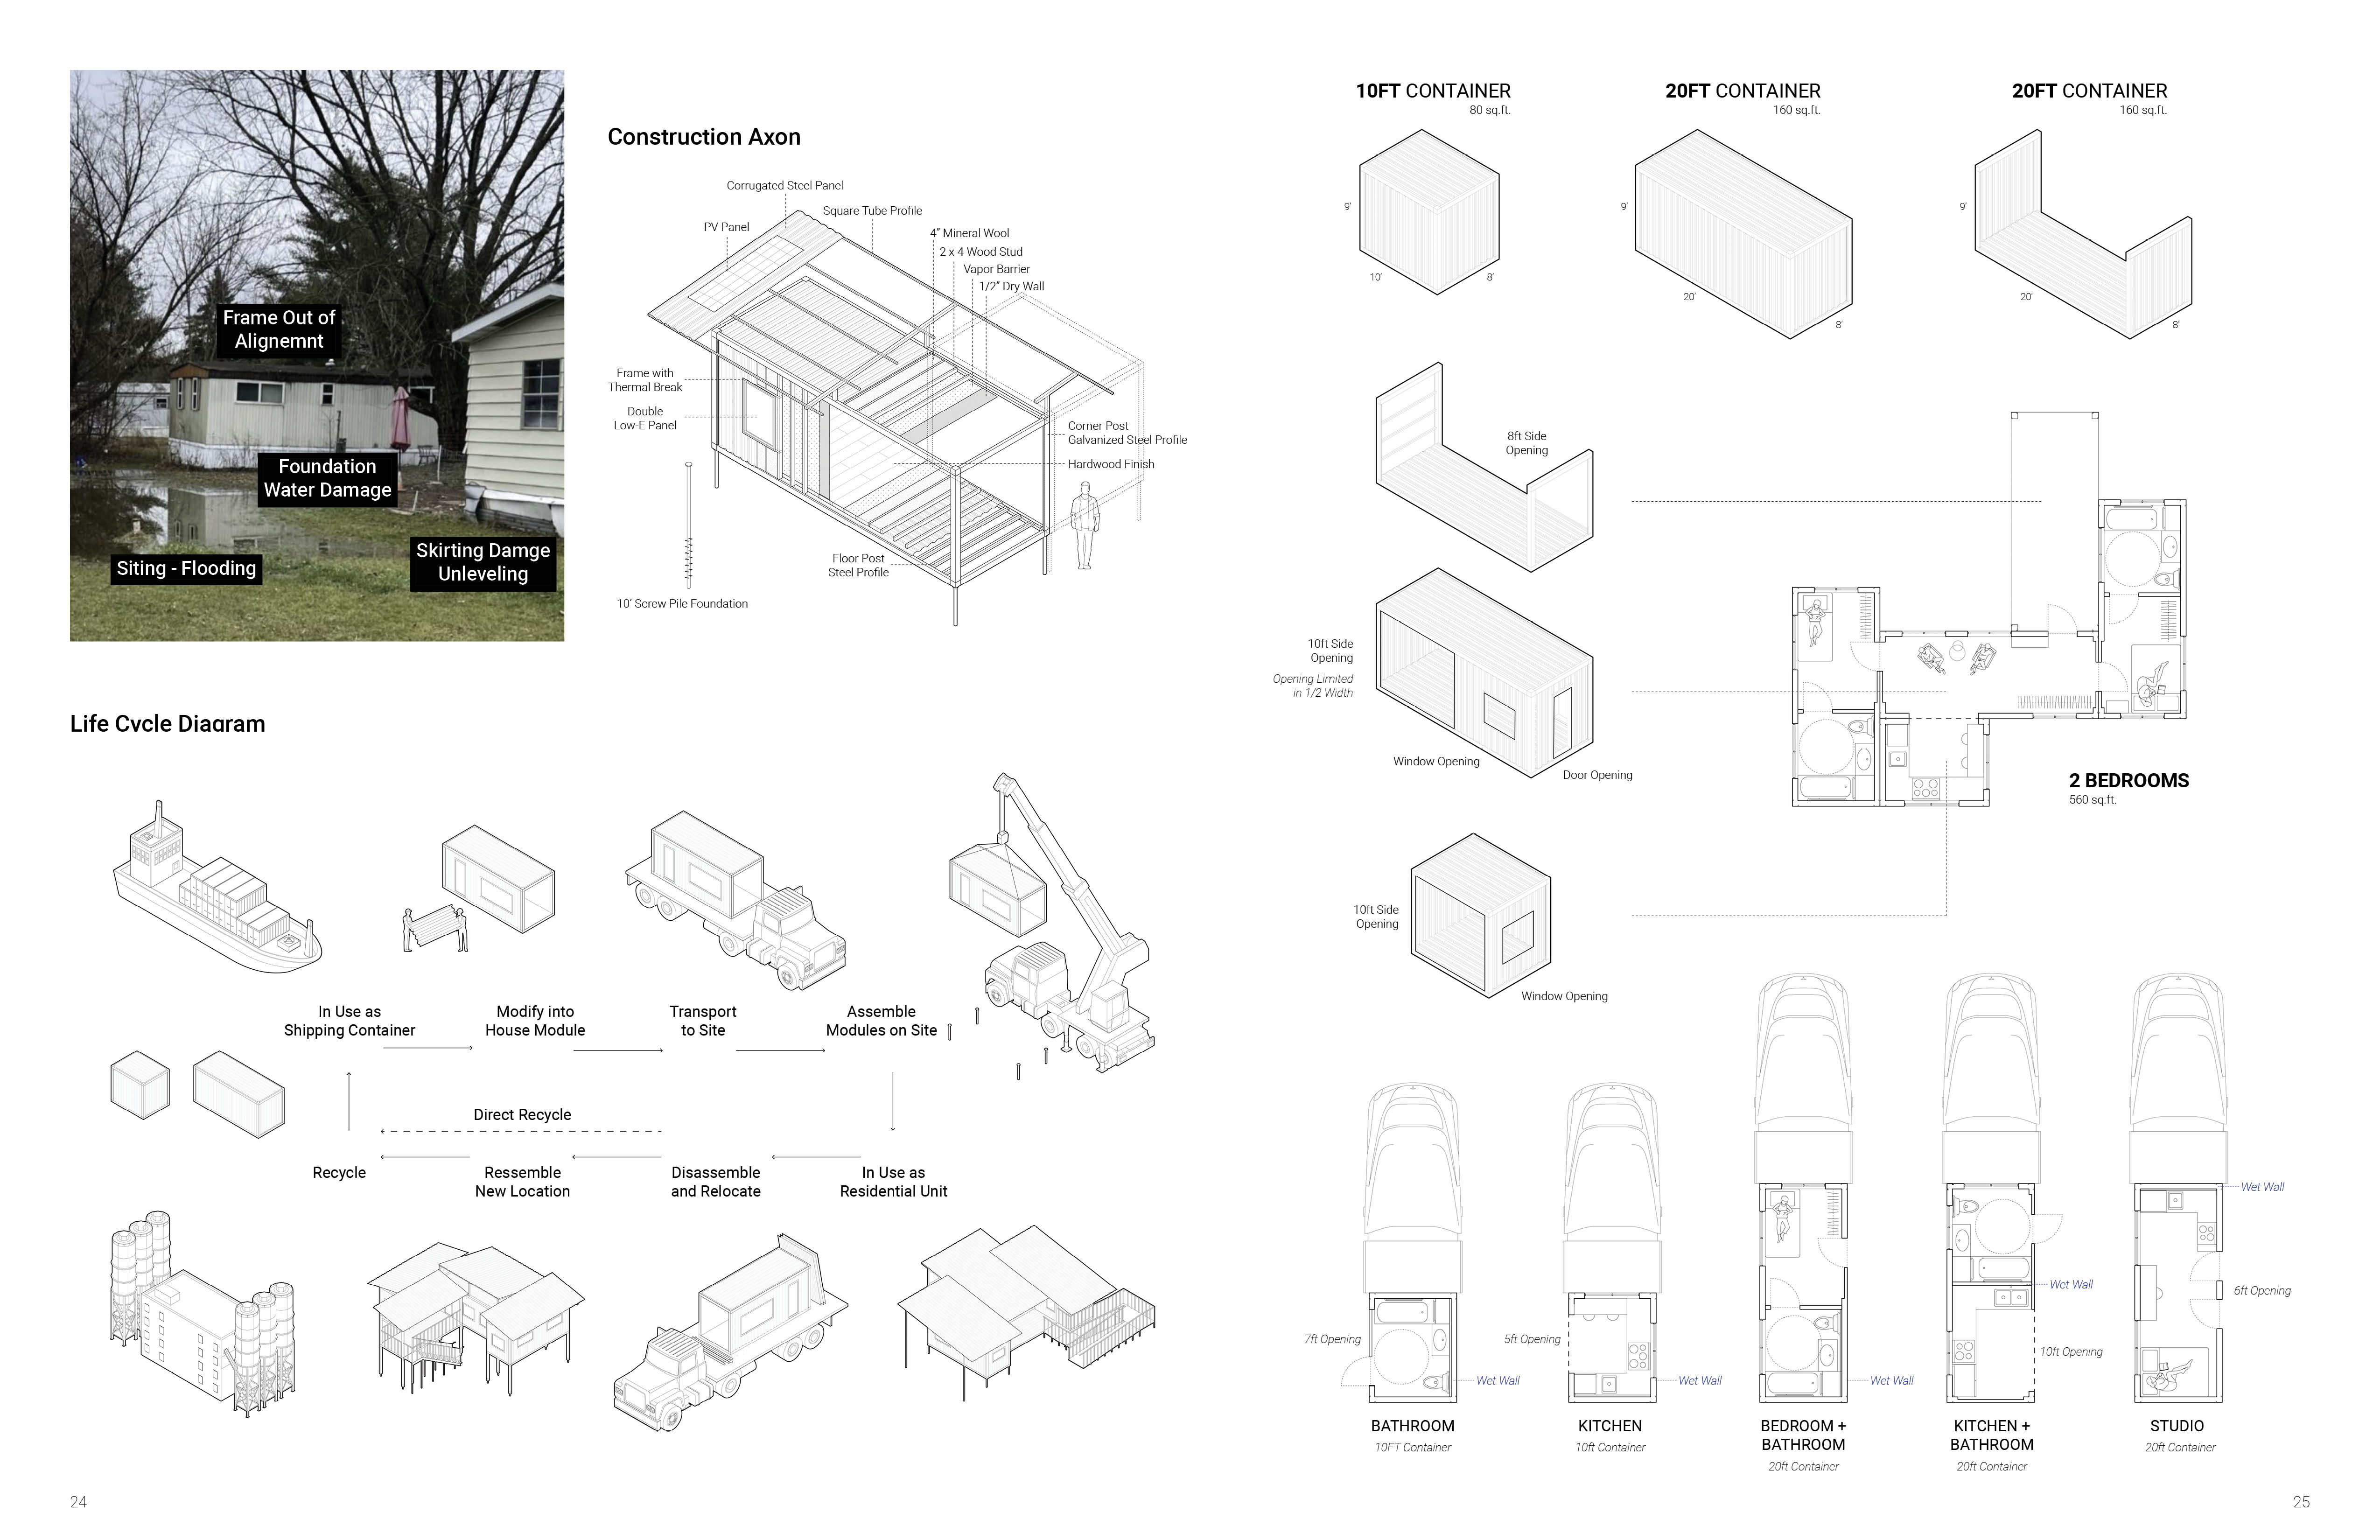 Frame Out of
Alignemnt
Foundation
Water Damage
Siting - Flooding
Skirting Damge
Unleveling
Construction Axon
Corrugated Steel Panel
Square Tube Profile
PV Panel
4” Mineral Wool
2 x 4 Wood Stud
Vapor Barrier
1/2” Dry Wall
Frame with
Thermal Break
Double
Low-E Panel
Corner Post
Galvanized Steel Profile
Hardwood Finish
Floor Post
Steel Profile
10’ Screw Pile Foundation
Life Cycle Diagram
In Use as
Shipping Container
Modify into
House Module
Transport
to Site
Assemble
Modules on Site
Direct Recycle
Recycle
Ressemble
New Location
Disassemble
and Relocate
In Use as
Residential Unit
24
10FT CONTAINER
80 sq.ft.
9’
10’
8’
20FT CONTAINER
160 sq.ft.
9’
20’
8’
20FT CONTAINER
160 sq.ft.
9’
20’
8’
8ft Side
Opening
10ft Side
Opening
Opening Limited
in 1/2 Width
Window Opening
Door Opening
2 BEDROOMS
560 sq.ft.
10ft Side
Opening
Window Opening
7ft Opening
Wet Wall
BATHROOM
10FT Container
5ft Opening
Wet Wall
KITCHEN
10ft Container
Wet Wall
BEDROOM +
BATHROOM
20ft Container
Wet Wall
10ft Opening
KITCHEN +
BATHROOM
20ft Container
Wet Wall
6ft Opening
STUDIO
20ft Container
25